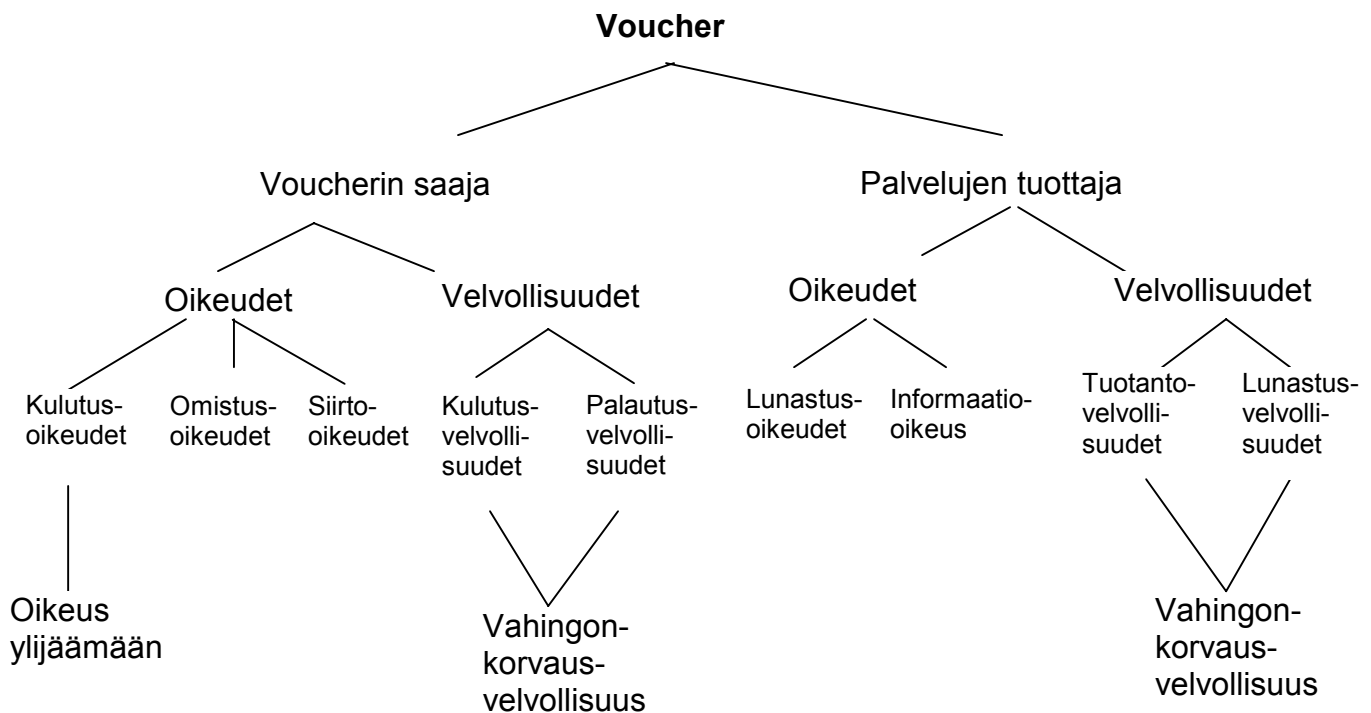 Voucher
Voucherin saaja
Palvelujen tuottaja
Oikeudet
Velvollisuudet
Oikeudet
Velvollisuudet
Kulutus-
oikeudet
Omistus-
oikeudet
Siirto-
oikeudet
Kulutus-
velvolli-
suudet
Palautus-
velvolli-
suudet
Lunastus-
oikeudet
Informaatio-
oikeus
Tuotanto-
velvolli-
suudet
Lunastus-
velvolli-
suudet
Oikeus
ylijäämään
Vahingon-
korvaus-
velvollisuus
Vahingon-
korvaus-
velvollisuus